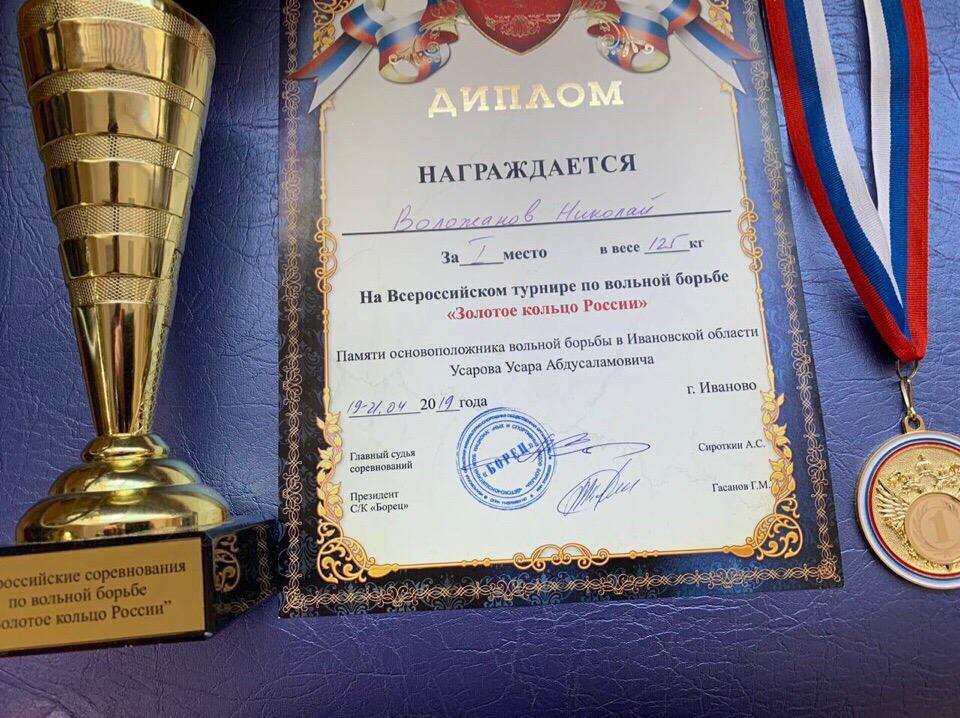 ДИПЛОМ
НАГРАЖДАЕТСЯ
Воложанов Николай
За I место в весе 125 кг
На Всероссийском турнире по вольной борьбе
«Золотое кольцо России»
Памяти основоположника вольной борьбы в Ивановской области
Усарова Усара Абдусаламовича
г. Иваново
19-21.04 2019 года
Главный судья
соревнований
Сироткин А.С.
Президент
С/К «Борец»
Гасанов Г.М.
«БОРЕЦ»
российские соревнования
по вольной борьбе
олотое кольцо России”
1